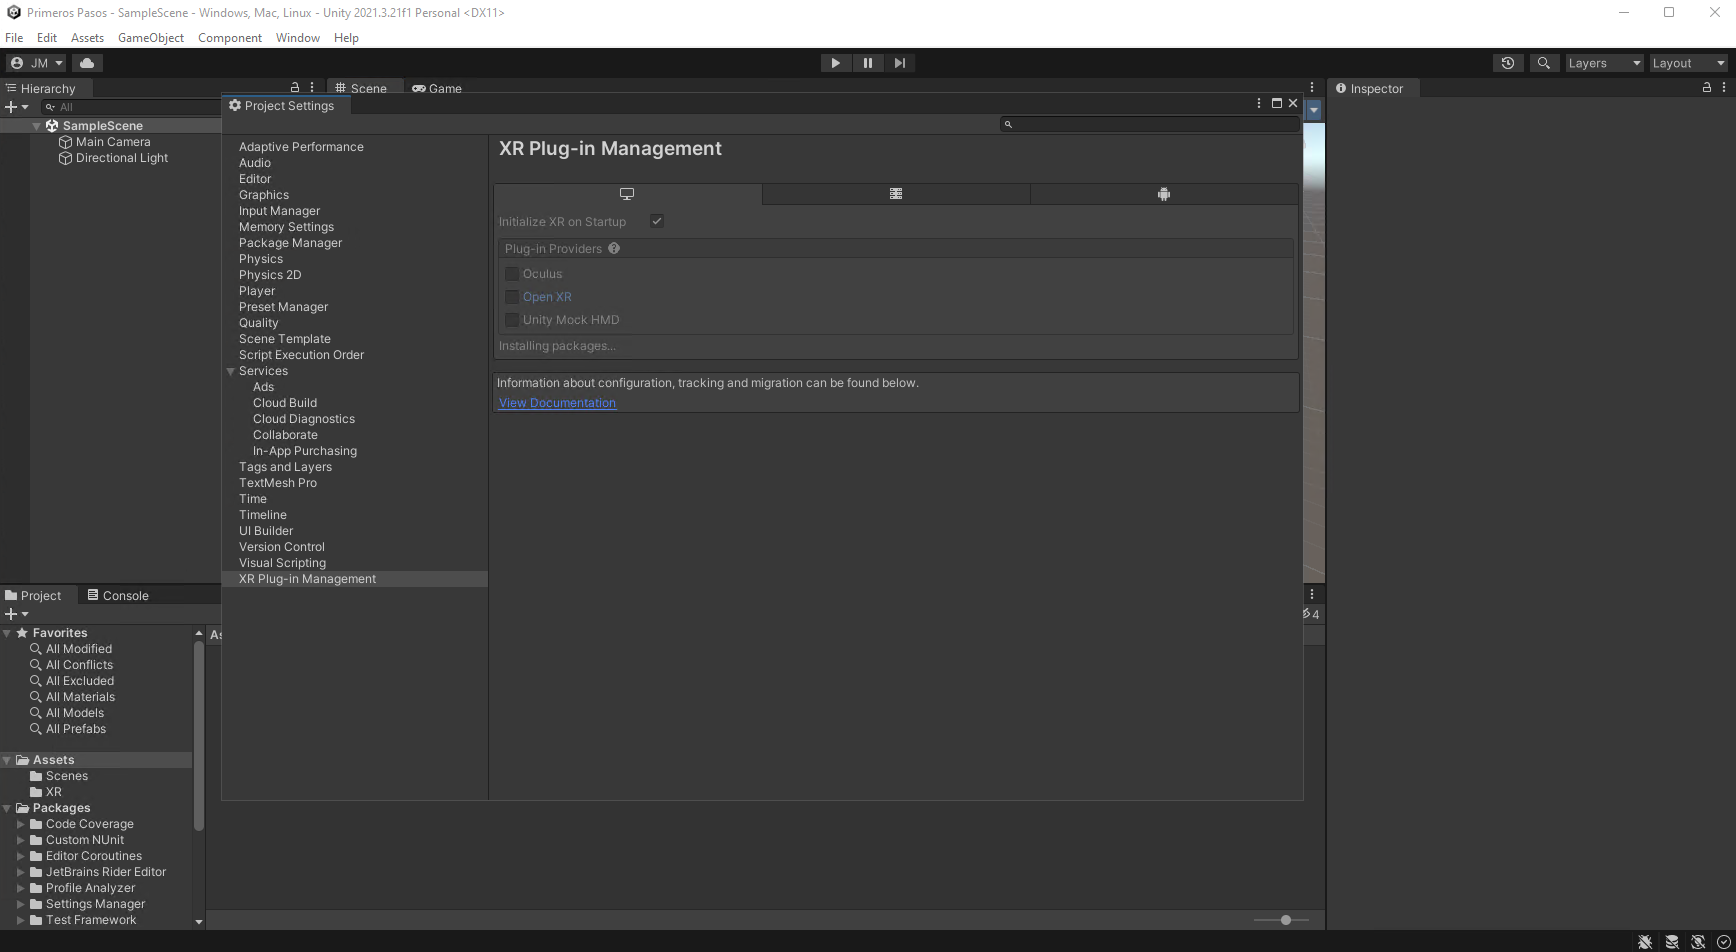 Primeros Pasos - SampleScene - Windows, Mac, Linux - Unity 2021.3.21f1 Personal <DX11>
File Edit Assets GameObject Component Window Help
JM Layers Layout
Hierarchy Scene Game Inspector
All
Project Settings
SampleScene
Main Camera
Directional Light
Adaptive Performance
Audio
Editor
Graphics
Input Manager
Memory Settings
Package Manager
Physics
Physics 2D
Player
Preset Manager
Quality
Scene Template
Script Execution Order
Services
Ads
Cloud Build
Cloud Diagnostics
Collaborate
In-App Purchasing
Tags and Layers
TextMesh Pro
Time
Timeline
UI Builder
Version Control
Visual Scripting
XR Plug-in Management
XR Plug-in Management
Initialize XR on Startup
Plug-in Providers
Oculus
Open XR
Unity Mock HMD
Installing packages...
Information about configuration, tracking and migration can be found below.
View Documentation
Project Console
4
Favorites
All Modified
All Conflicts
All Excluded
All Materials
All Models
All Prefabs
Assets
Scenes
XR
Packages
Code Coverage
Custom NUnit
Editor Coroutines
JetBrains Rider Editor
Profile Analyzer
Settings Manager
Test Framework
As